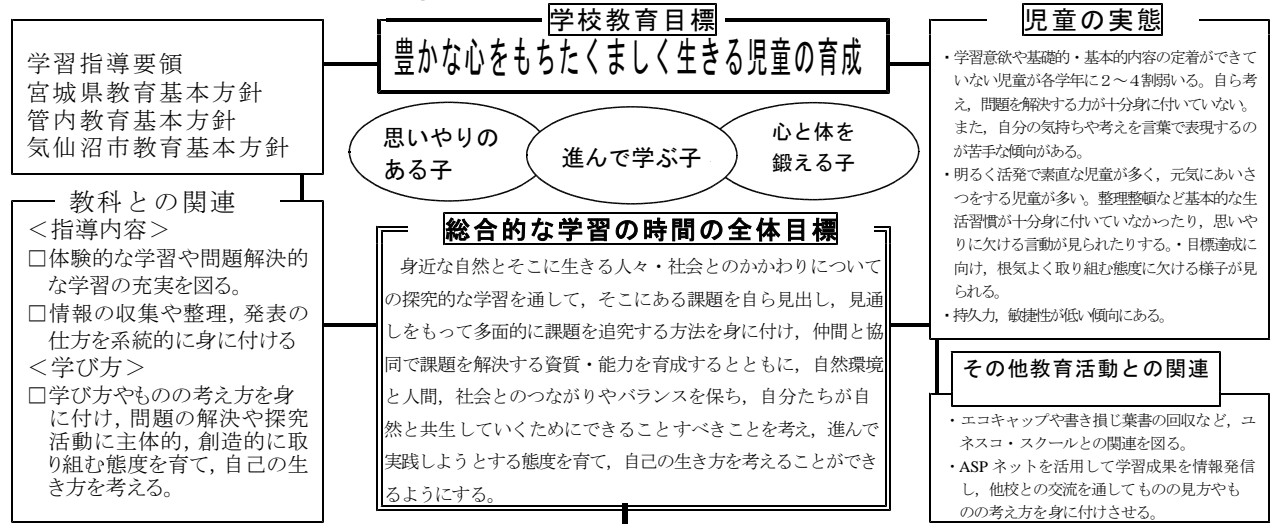 学校教育目標
豊かな心をもちたくましく生きる児童の育成
学習指導要領
宮城県教育基本方針
管内教育基本方針
気仙沼市教育基本方針
思いやりの
ある子
進んで学ぶ子
心と体を
鍛える子
児童の実態
・学習意欲や基礎的・基本的内容の定着ができて
いない児童が各学年に２～４割弱いる。自ら考
え，問題を解決する力が十分身に付いていない。
また，自分の気持ちや考えを言葉で表現するの
が苦手な傾向がある。
・明るく活発で素直な児童が多く，元気にあいさ
つをする児童が多い。整理整頓など基本的な生
活習慣が十分身に付いていなかったり，思いや
りに欠ける言動が見られたりする。・目標達成に
向け，根気よく取り組む態度に欠ける様子が見
られる。
・持久力，敏捷性が低い傾向にある。
教科との関連
＜指導内容＞
□体験的な学習や問題解決的
な学習の充実を図る。
□情報の収集や整理，発表の
仕方を系統的に身に付ける
＜学び方＞
□学び方やものの考え方を身
に付け，問題の解決や探究
活動に主体的，創造的に取
り組む態度を育て，自己の生
き方を考える。
総合的な学習の時間の全体目標
身近な自然とそこに生きる人々・社会とのかかわりについて
の探究的な学習を通して，そこにある課題を自ら見出し，見通
しをもって多面的に課題を追究する方法を身に付け，仲間と協
同で課題を解決する資質・能力を育成するとともに，自然環境
と人間，社会とのつながりやバランスを保ち，自分たちが自
然と共生していくためにできることすべきことを考え，進んで
実践しようとする態度を育て，自己の生き方を考えることができ
るようにする。
その他教育活動との関連
・エコキャップや書き損じ葉書の回収など，ユ
ネスコ・スクールとの関連を図る。
・ASPネットを活用して学習成果を情報発信
し，他校との交流を通してものの見方やも
のの考え方を身に付けさせる。